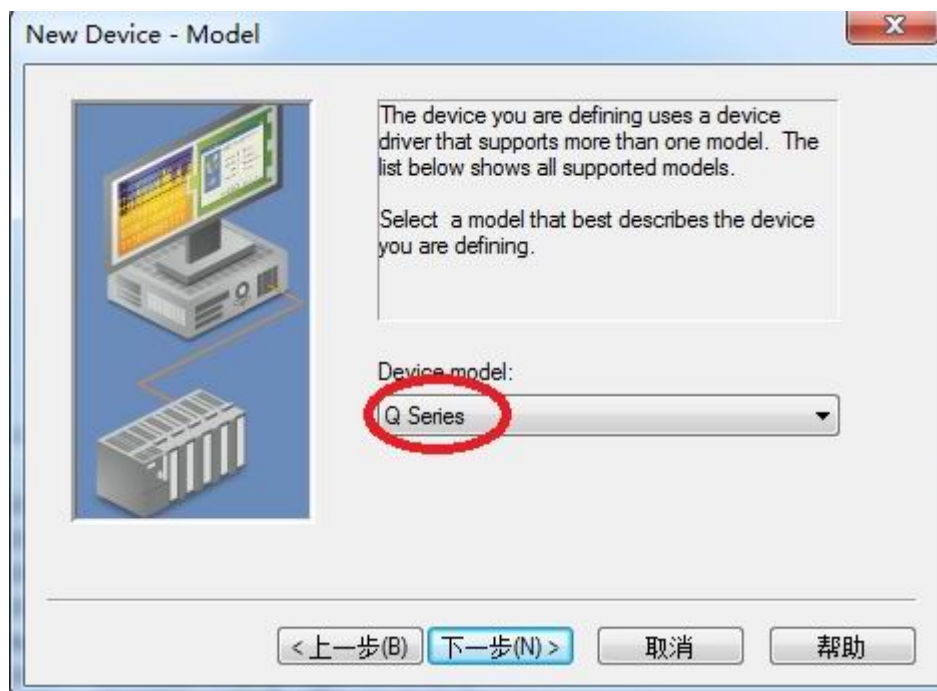 New Device - Model
The device you are defining uses a device
driver that supports more than one model.  The
list below shows all supported models.
Select  a model that best describes the device
you are defining.
Device model:
Q Series
<上一步(B)
下一步(N)>
取消
帮助